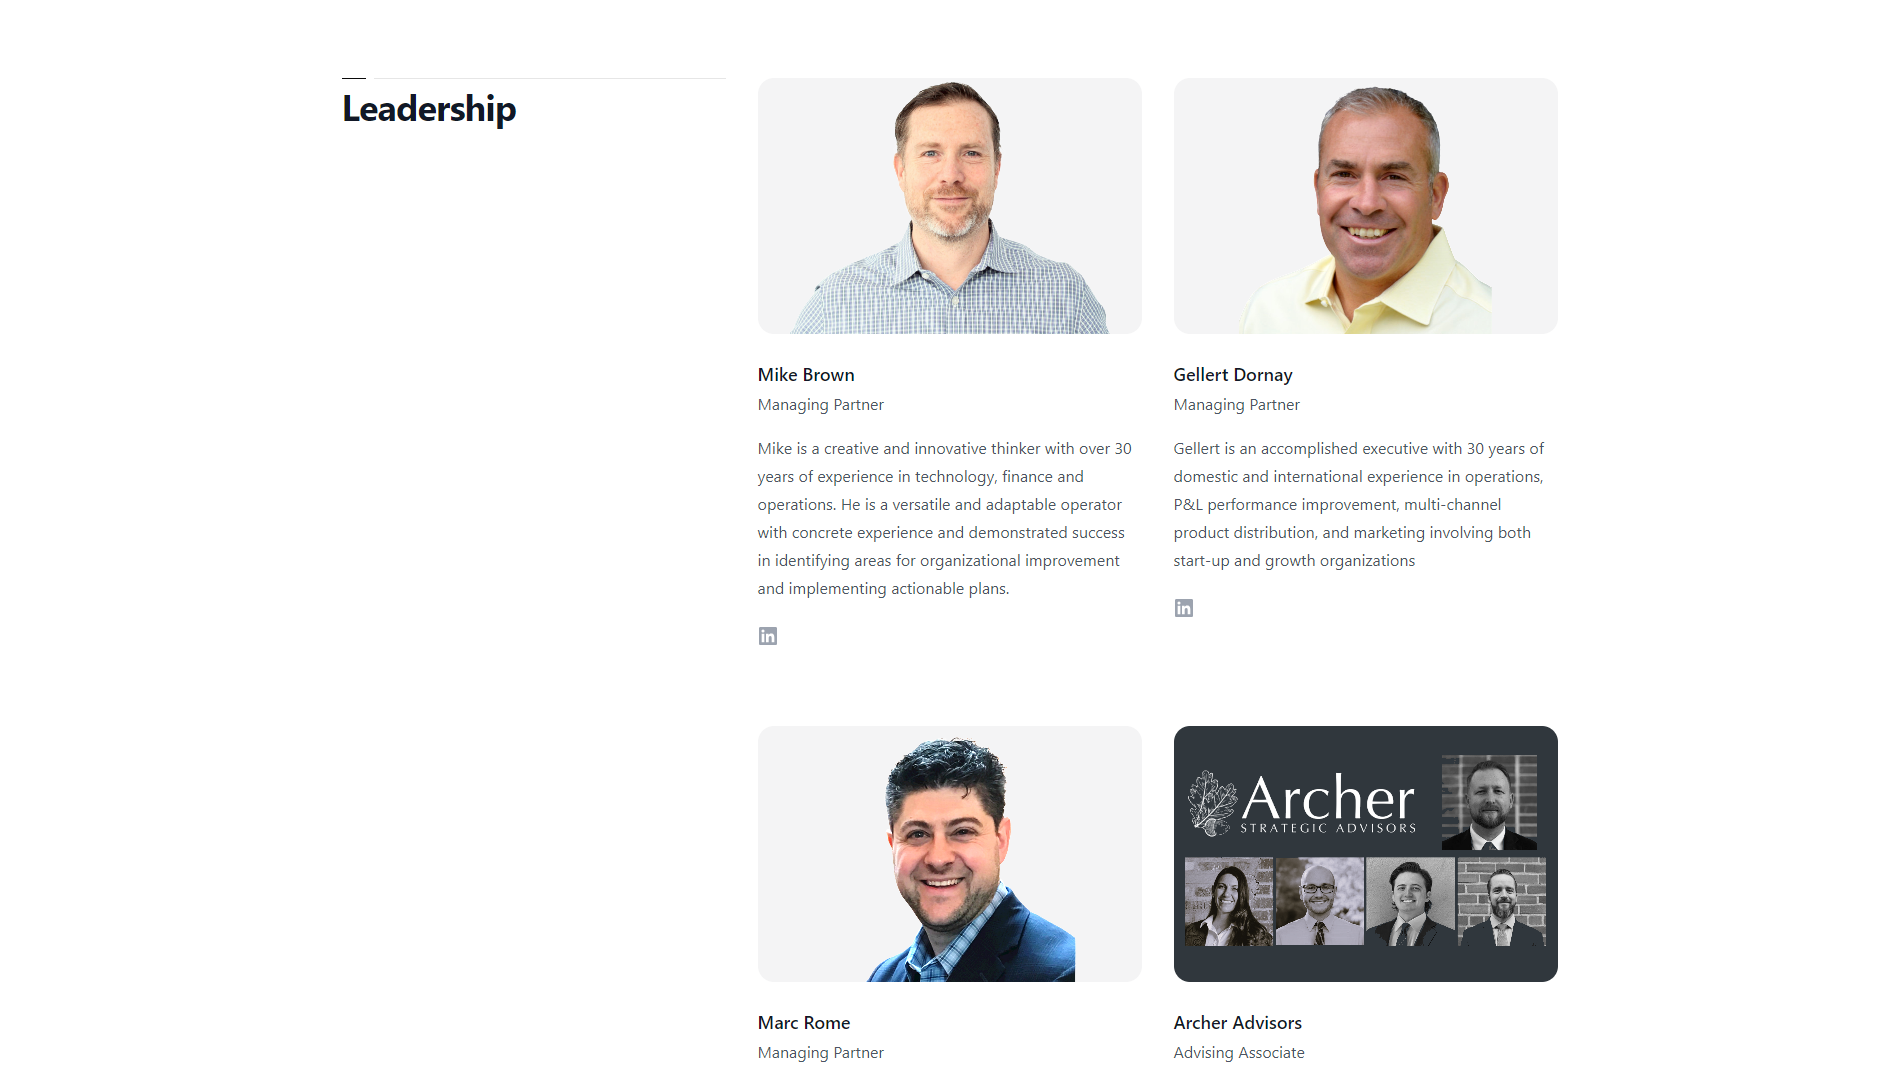 Leadership
Mike Brown
Managing Partner
Mike is a creative and innovative thinker with over 30
years of experience in technology, finance and
operations. He is a versatile and adaptable operator
with concrete experience and demonstrated success
in identifying areas for organizational improvement
and implementing actionable plans.
in
Gellert Dornay
Managing Partner
Gellert is an accomplished executive with 30 years of
domestic and international experience in operations,
P&L performance improvement, multi-channel
product distribution, and marketing involving both
start-up and growth organizations
in
Marc Rome
Managing Partner
Archer
STRATEGIC ADVISORS
Archer Advisors
Advising Associate